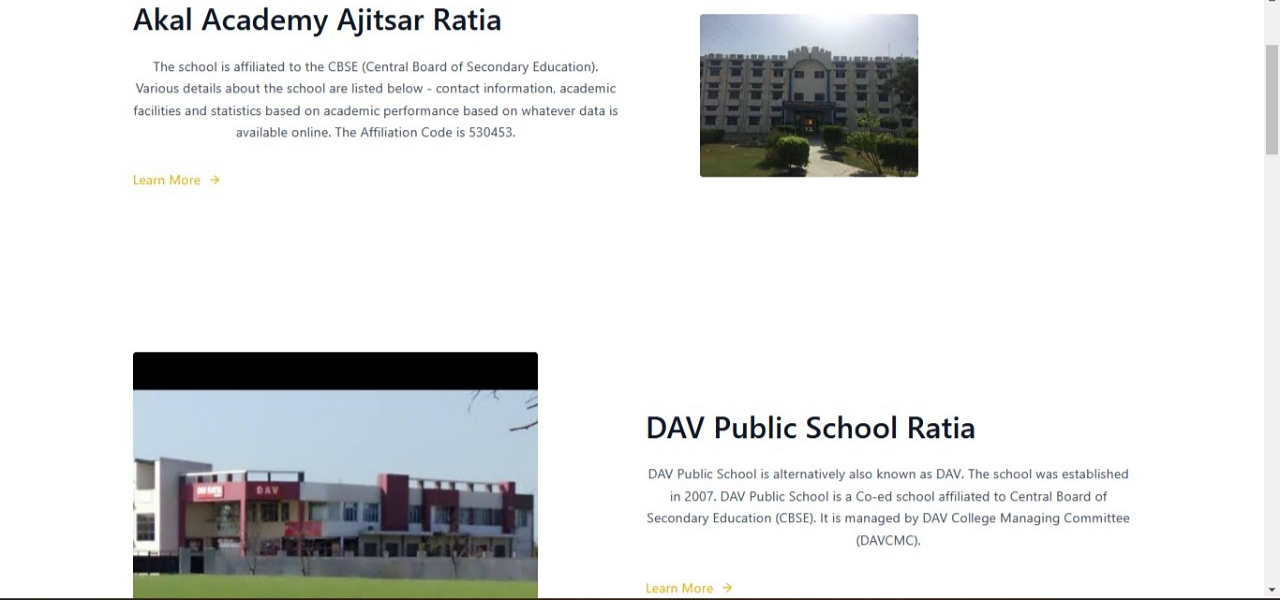 Akal Academy Ajitsar Ratia
The school is affiliated to the CBSE (Central Board of Secondary Education).
Various details about the school are listed below - contact information, academic
facilities and statistics based on academic performance based on whatever data is
available online. The Affiliation Code is 530453.
Learn More →
DAV
DAV Public School Ratia
DAV Public School is alternatively also known as DAV. The school was established
in 2007. DAV Public School is a Co-ed school affiliated to Central Board of
Secondary Education (CBSE). It is managed by DAV College Managing Committee
(DAVCMC).
Learn More →